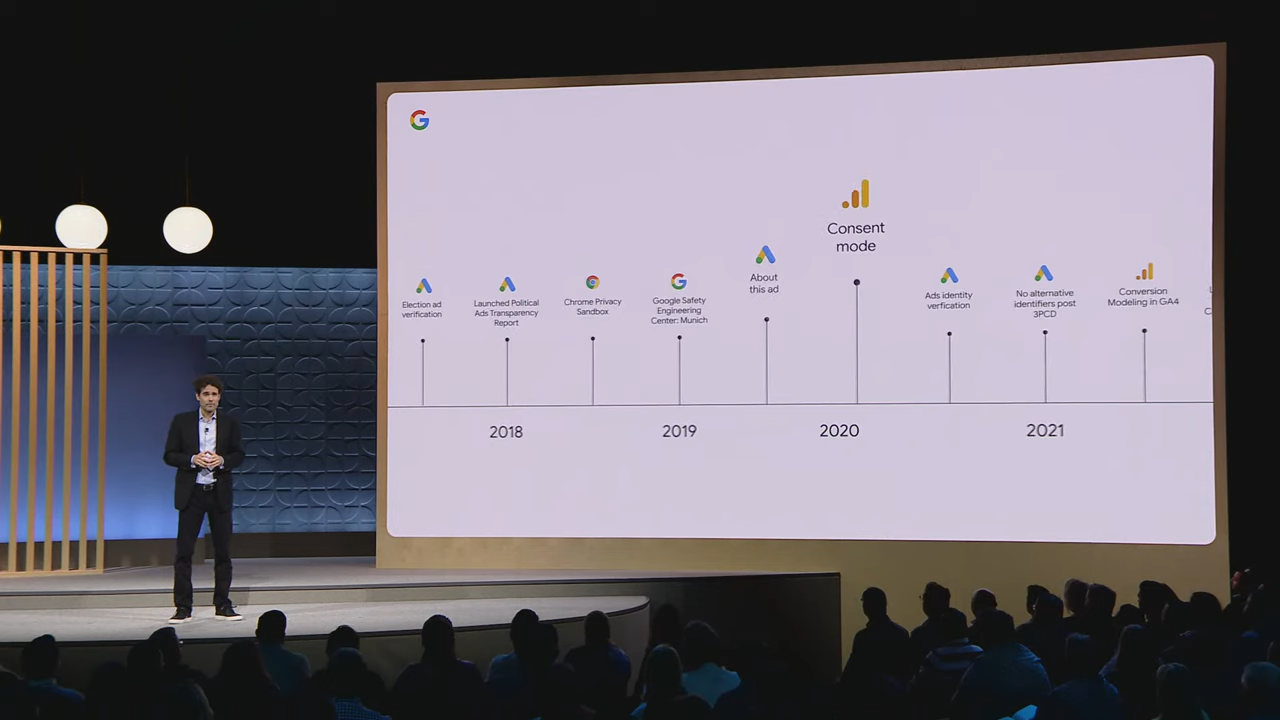 Consent
mode
About
this ad
Election ad
verification
Launched Political
Ads Transparency
Report
Chrome Privacy
Sandbox
Google Safety
Engineering
Center: Munich
Ads identity
verfication
No alternative
identifiers post
3PCD
Conversion
Modeling in GA4
2018
2019
2020
2021